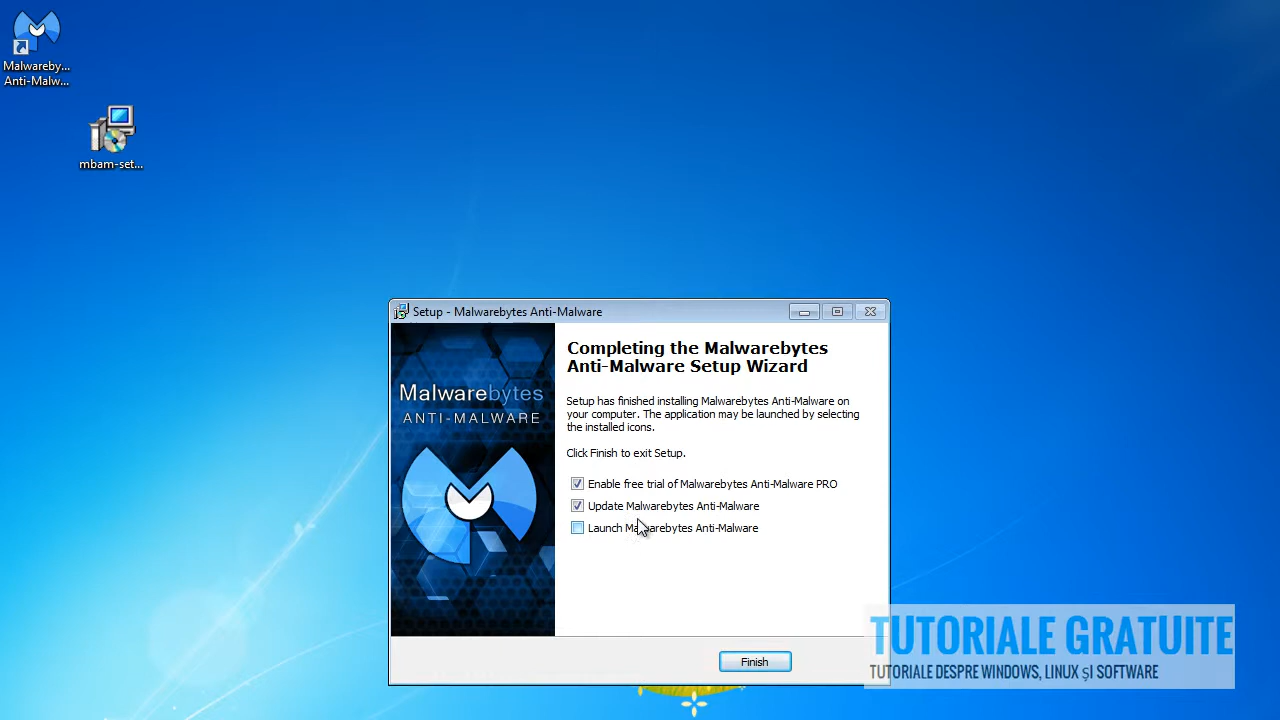 Malwareby...
Anti-Malw...
mbam-set...
Setup - Malwarebytes Anti-Malware
Malwarebytes
ANTI-MALWARE
Completing the Malwarebytes
Anti-Malware Setup Wizard
Setup has finished installing Malwarebytes Anti-Malware on
your computer. The application may be launched by selecting
the installed icons.
Click Finish to exit Setup.
Enable free trial of Malwarebytes Anti-Malware PRO
Update Malwarebytes Anti-Malware
Launch Malwarebytes Anti-Malware
Finish
TUTORIALE GRATUITE
TUTORIALE DESPRE WINDOWS, LINUX ȘI SOFTWARE